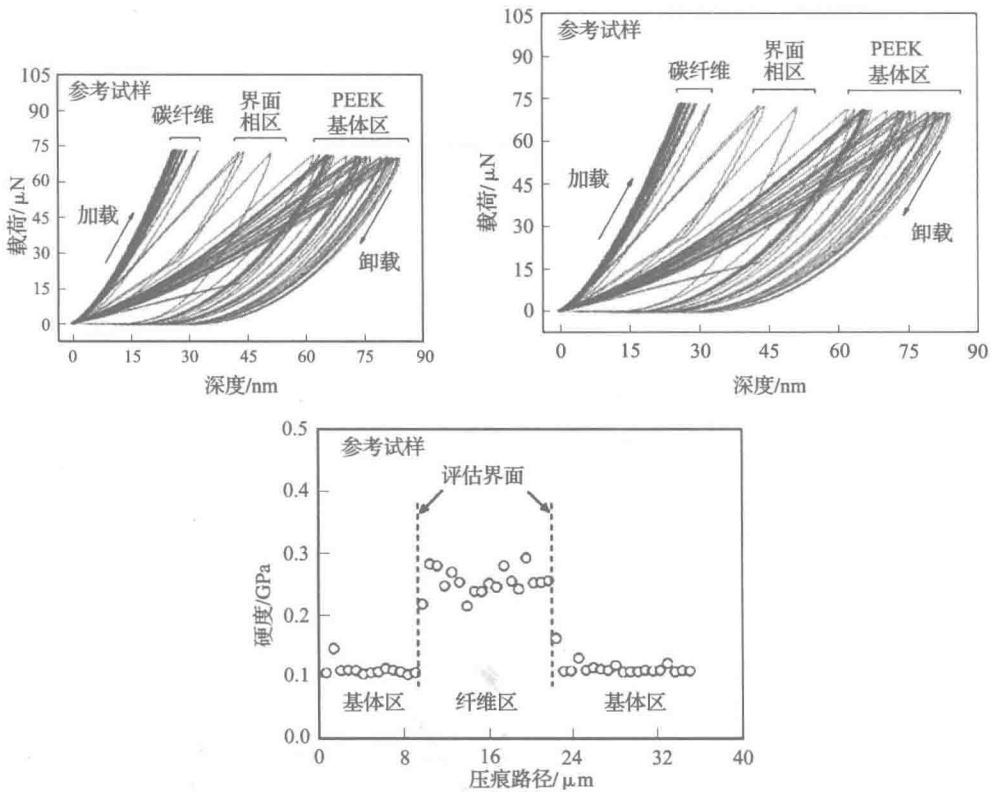 参考试样
碳纤维
界面
相区
PEEK
基体区
加载
卸载
105
90
75
60
45
30
15
0
载荷/μN
0 15 30 45 60 75 90
深度/nm
参考试样
碳纤维
界面
相区
PEEK
基体区
加载
卸载
105
90
75
60
45
30
15
0
载荷/μN
0 15 30 45 60 75 90
深度/nm
参考试样
评估界面
0.5
0.4
0.3
0.2
0.1
0.0
硬度/GPa
基体区 纤维区 基体区
0 8 16 24 32 40
压痕路径/μm